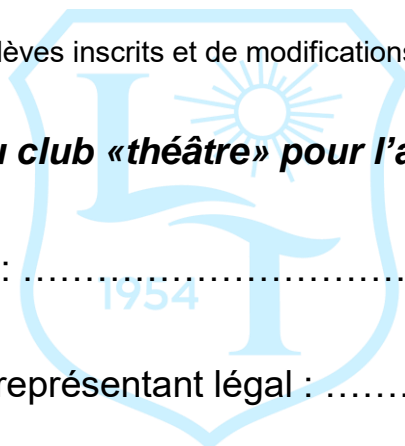 lèves inscrits et de modifications
u club «théâtre» pour l’a
: ……………………………
1954
représentant légal : …….